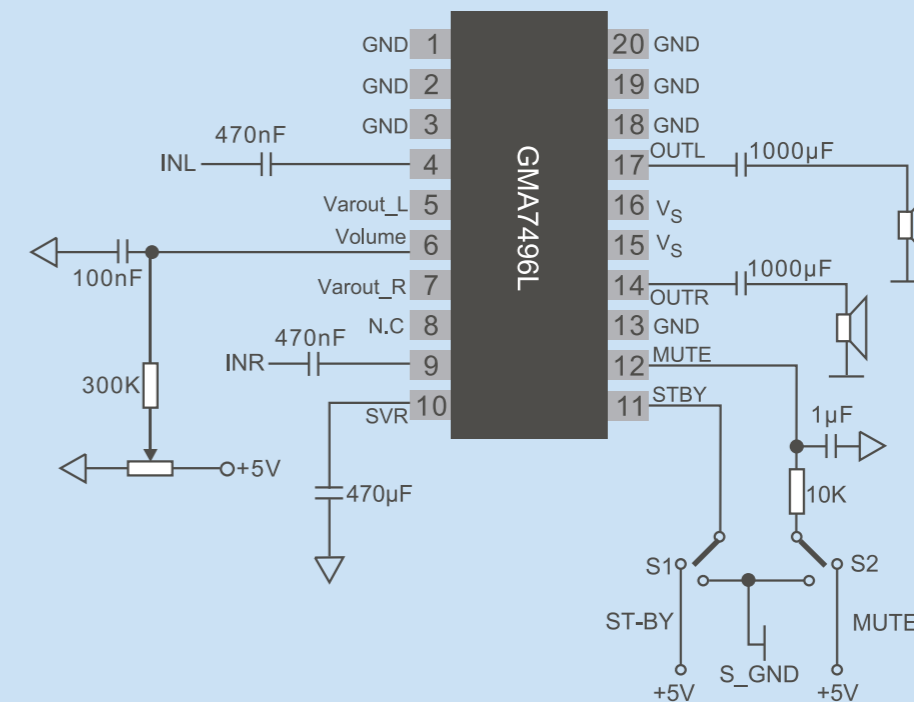 GND 1
GND 2
GND 3
470nF
INL 4
Varout_L 5
Volume 6
100nF
Varout_R 7
N.C 8
470nF
INR 9
300K
SVR 10
+5V
470µF
GMA7496L
20 GND
19 GND
18 GND
17 OUTL
1000µF
16 VS
15 VS
1000µF
14 OUTR
13 GND
12 MUTE
11 STBY
1µF
10K
S1
S2
ST-BY
MUTE
S_GND
+5V
+5V